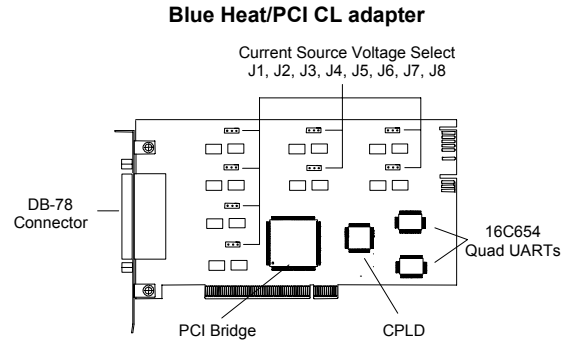 Blue Heat/PCI CL adapter
Current Source Voltage Select
J1, J2, J3, J4, J5, J6, J7, J8
DB-78
Connector
16C654
Quad UARTs
PCI Bridge
CPLD